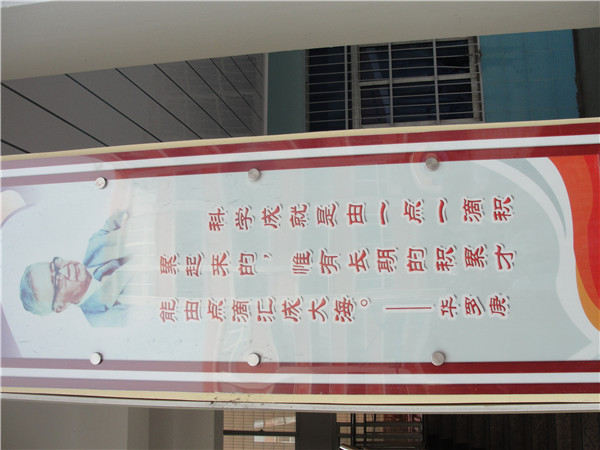 科学成就是由一点一滴积
累起来的，惟有长期的积累才
能由点滴汇成大海。——华罗庚